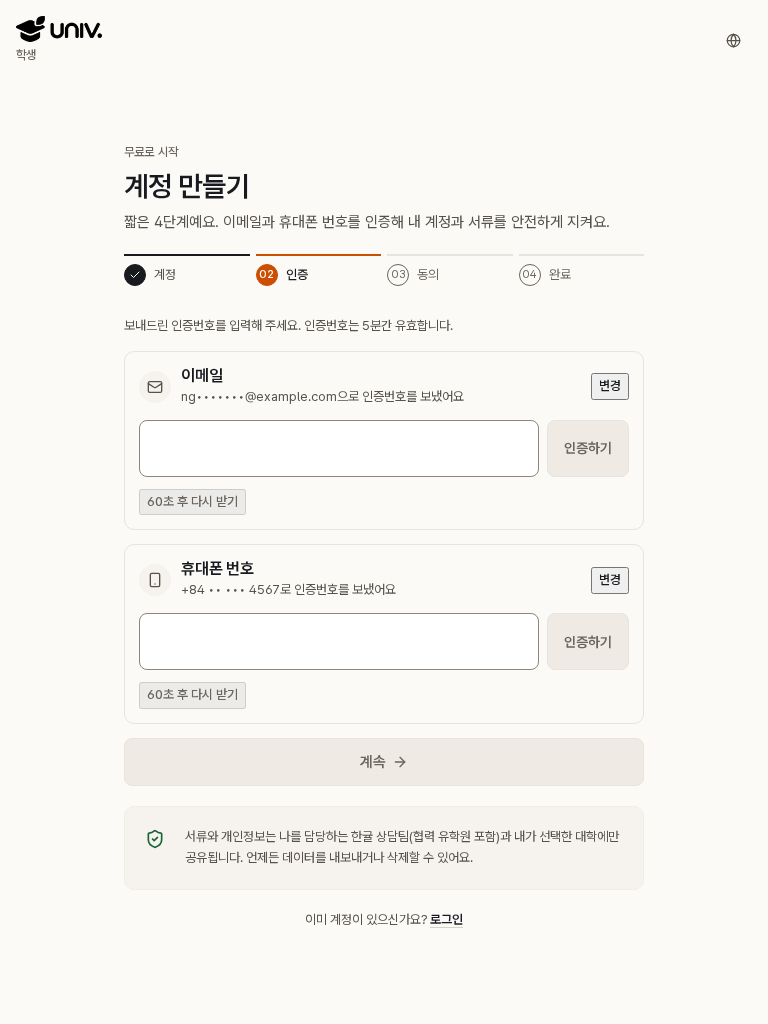 UNIV.
학생
무료로 시작
계정 만들기
짧은 4단계예요. 이메일과 휴대폰 번호를 인증해 내 계정과 서류를 안전하게 지켜요.
계정
02 인증
03 동의
04 완료
보내드린 인증번호를 입력해 주세요. 인증번호는 5분간 유효합니다.
이메일
ng•••••••@example.com으로 인증번호를 보냈어요
변경
인증하기
60초 후 다시 받기
휴대폰 번호
+84 •• ••• 4567로 인증번호를 보냈어요
변경
인증하기
60초 후 다시 받기
계속 →
서류와 개인정보는 나를 담당하는 한귤 상담팀(협력 유학원 포함)과 내가 선택한 대학에만
공유됩니다. 언제든 데이터를 내보내거나 삭제할 수 있어요.
이미 계정이 있으신가요? 로그인